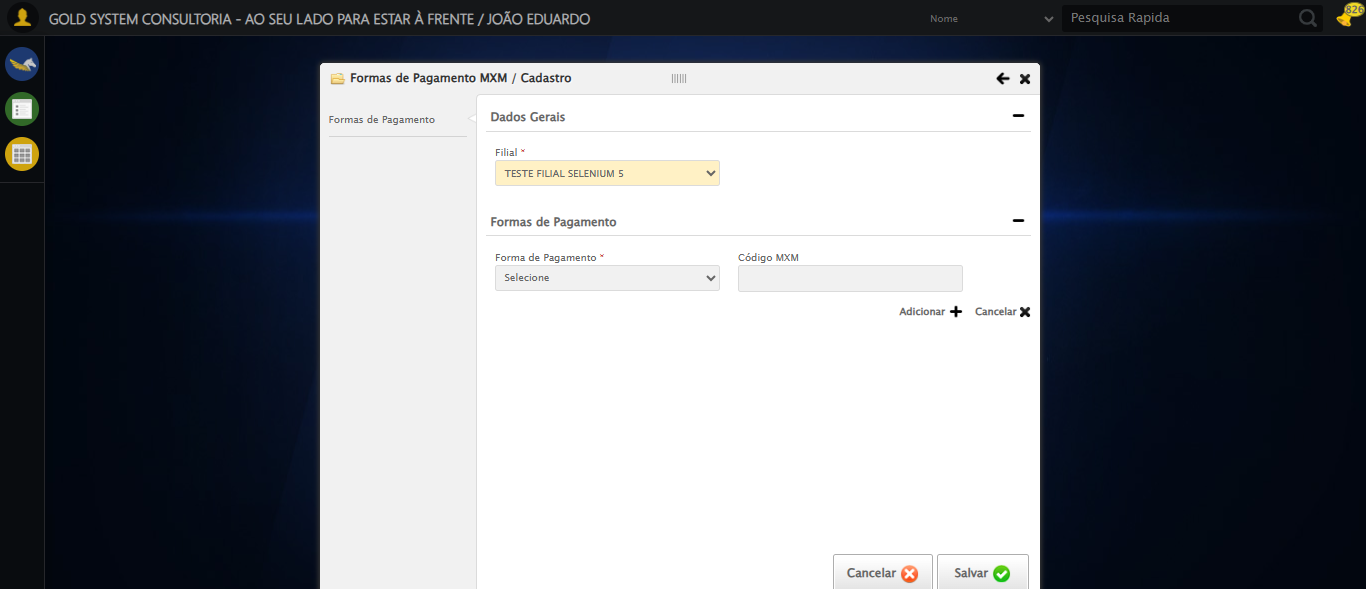 GOLD SYSTEM CONSULTORIA - AO SEU LADO PARA ESTAR À FRENTE / JOÃO EDUARDO
Nome
Pesquisa Rapida
826
Formas de Pagamento MXM / Cadastro
Formas de Pagamento
Dados Gerais
Filial *
TESTE FILIAL SELENIUM 5
Formas de Pagamento
Forma de Pagamento *
Código MXM
Selecione
Adicionar
Cancelar
Cancelar
Salvar